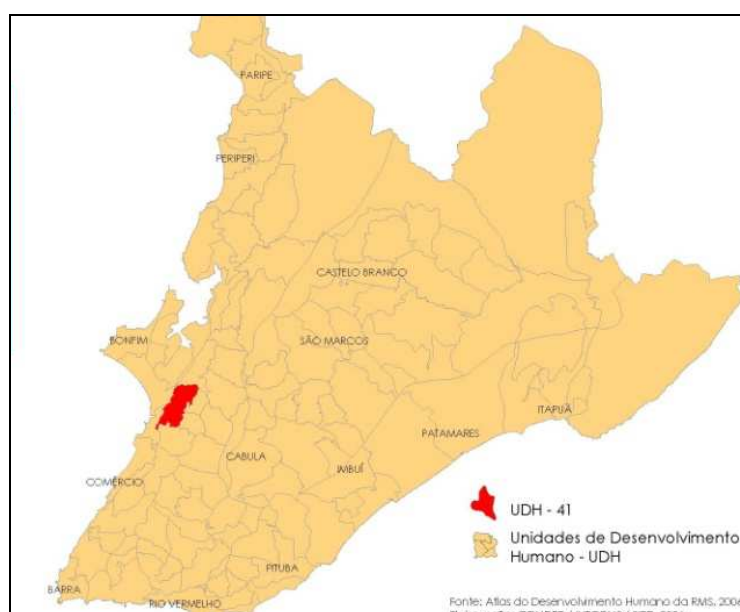 PARIPE
PERIPERI
CASTELO BRANCO
BONFIM
SÃO MARCOS
ITAPUÃ
PATAMARES
CABULA
IMBUÍ
COMÉRCIO
PITUBA
BARRA
RIO VERMELHO
UDH - 41
Unidades de Desenvolvimento
Humano - UDH
Fonte: Atlas do Desenvolvimento Humano da RMS, 2006